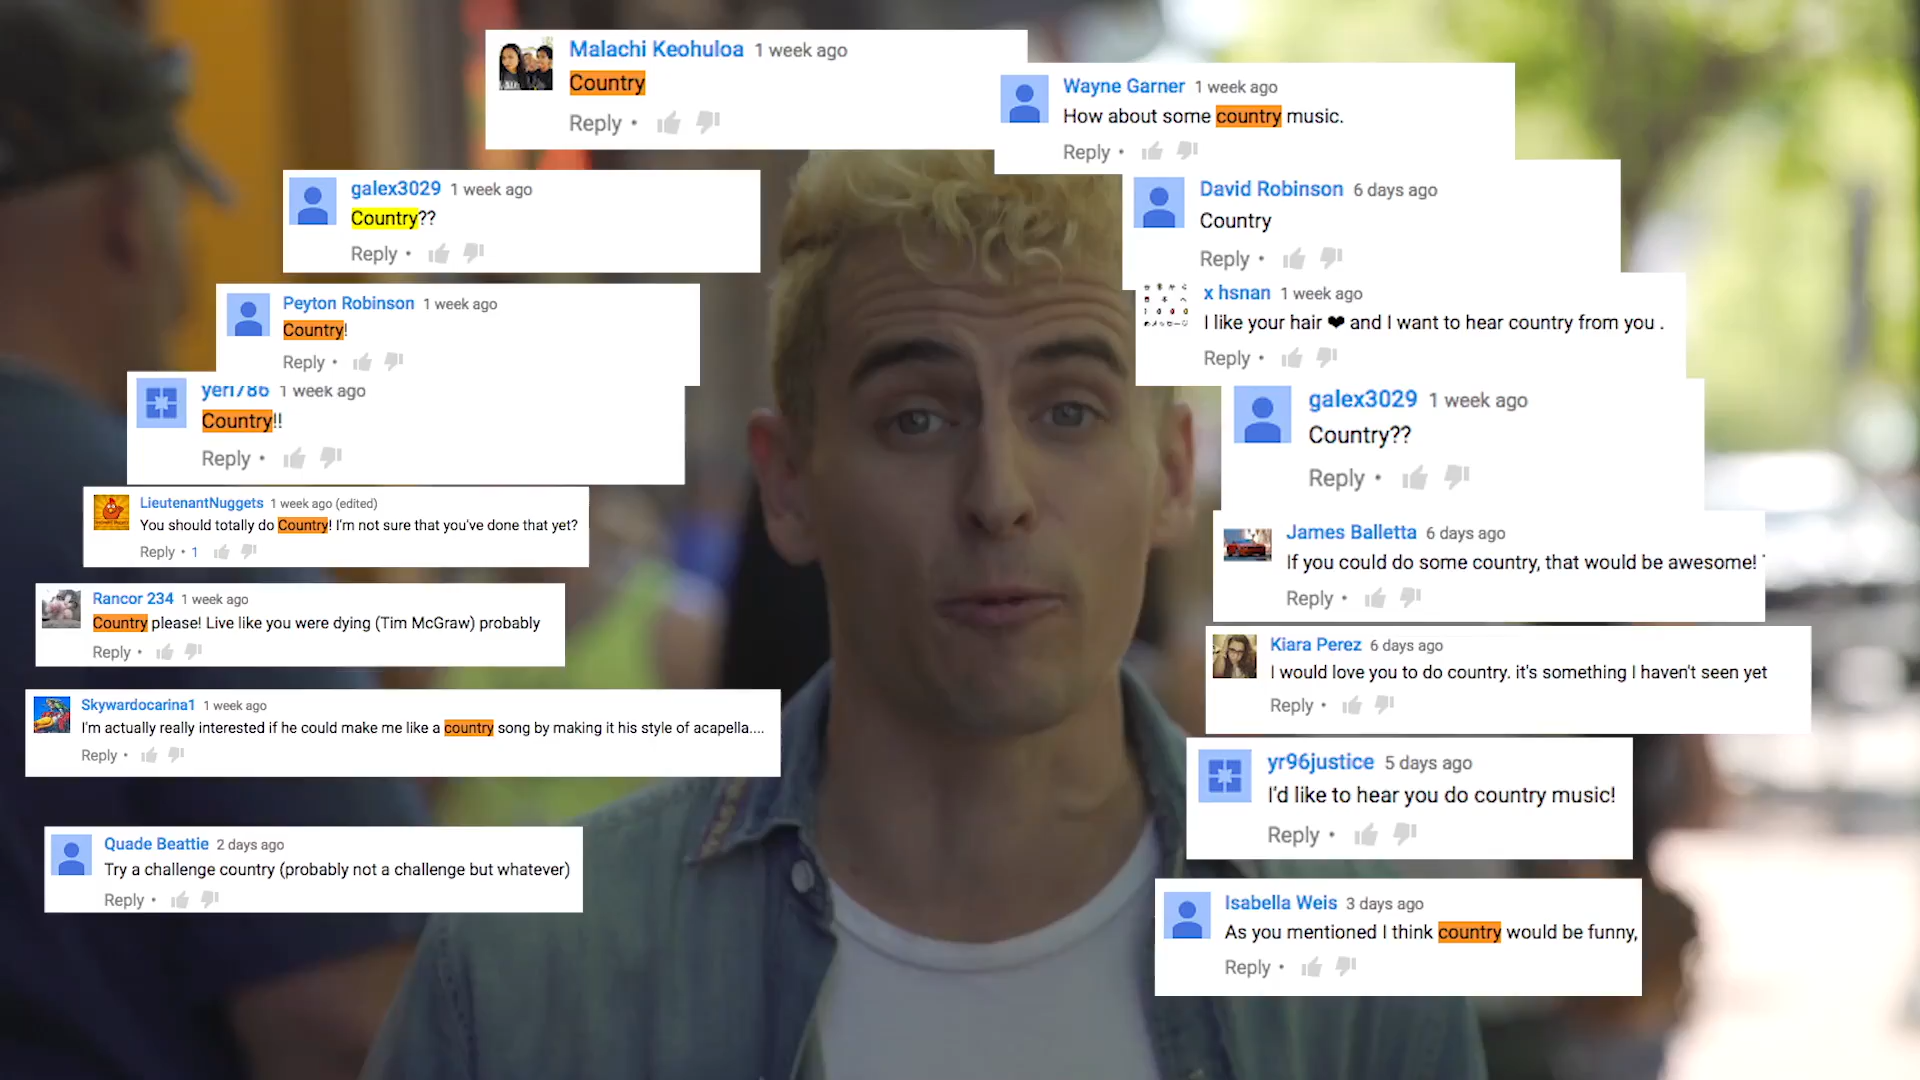 Malachi Keohuloa 1 week ago
Country
Reply •
Wayne Garner 1 week ago
How about some country music.
Reply •
galex3029 1 week ago
Country??
Reply •
David Robinson 6 days ago
Country
Reply •
Peyton Robinson 1 week ago
Country!
Reply •
x hsnan 1 week ago
I like your hair ❤ and I want to hear country from you .
Reply •
yeri786 1 week ago
Country!!
Reply •
galex3029 1 week ago
Country??
Reply •
LieutenantNuggets 1 week ago (edited)
You should totally do Country! I'm not sure that you've done that yet?
Reply • 1
James Balletta 6 days ago
If you could do some country, that would be awesome!
Reply •
Rancor 234 1 week ago
Country please! Live like you were dying (Tim McGraw) probably
Reply •
Kiara Perez 6 days ago
I would love you to do country. it's something I haven't seen yet
Reply •
Skywardocarina1 1 week ago
I'm actually really interested if he could make me like a country song by making it his style of acapella....
Reply •
yr96justice 5 days ago
I'd like to hear you do country music!
Reply •
Quade Beattie 2 days ago
Try a challenge country (probably not a challenge but whatever)
Reply •
Isabella Weis 3 days ago
As you mentioned I think country would be funny,
Reply •